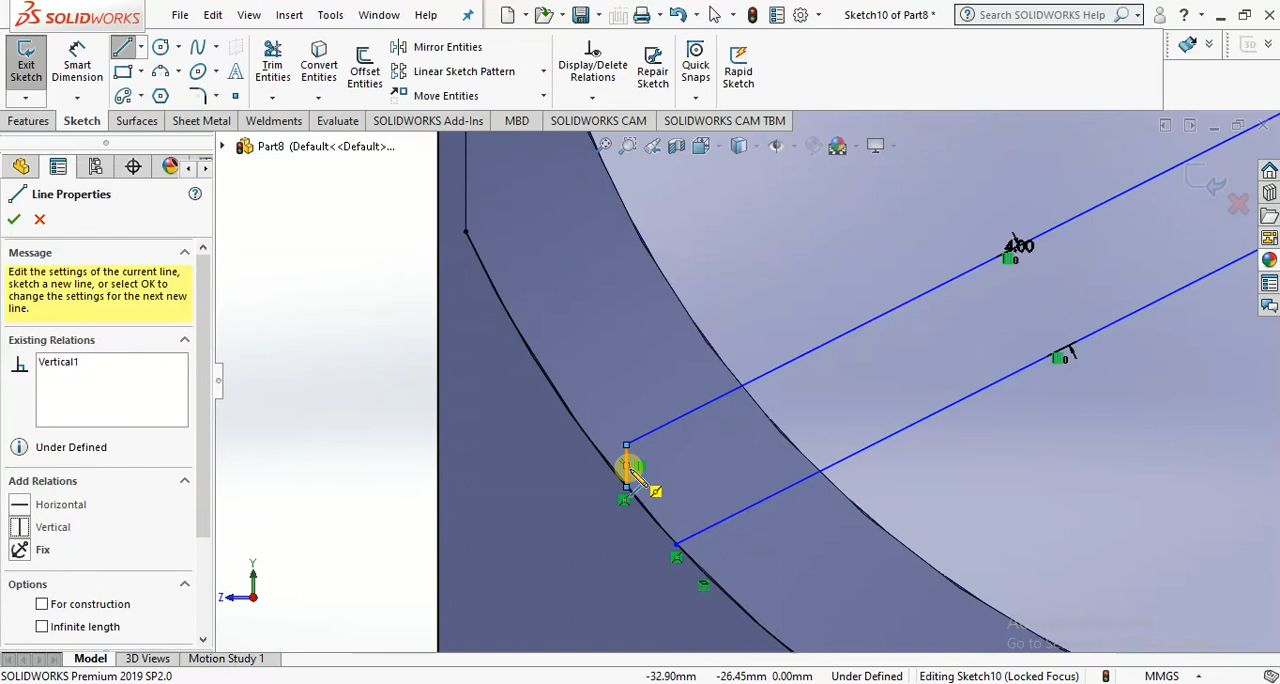 SOLIDWORKS File Edit View Insert Tools Window Help Sketch10 of Part8 * Search SOLIDWORKS Help
Exit Sketch
Smart Dimension
Trim Entities
Convert Entities
Offset Entities
Mirror Entities
Linear Sketch Pattern
Move Entities
Display/Delete Relations
Repair Sketch
Quick Snaps
Rapid Sketch
3D
Features Sketch Surfaces Sheet Metal Weldments Evaluate SOLIDWORKS Add-Ins MBD SOLIDWORKS CAM SOLIDWORKS CAM TBM
Part8 (Default<<Default>...
Line Properties
Message
Edit the settings of the current line, sketch a new line, or select OK to change the settings for the next new line.
Existing Relations
Vertical1
Under Defined
Add Relations
Horizontal
Vertical
Fix
Options
For construction
Infinite length
4.00
0
0
Y
Z
Model 3D Views Motion Study 1
SOLIDWORKS Premium 2019 SP2.0 -32.90mm -26.45mm 0.00mm Under Defined Editing Sketch10 (Locked Focus) MMGS